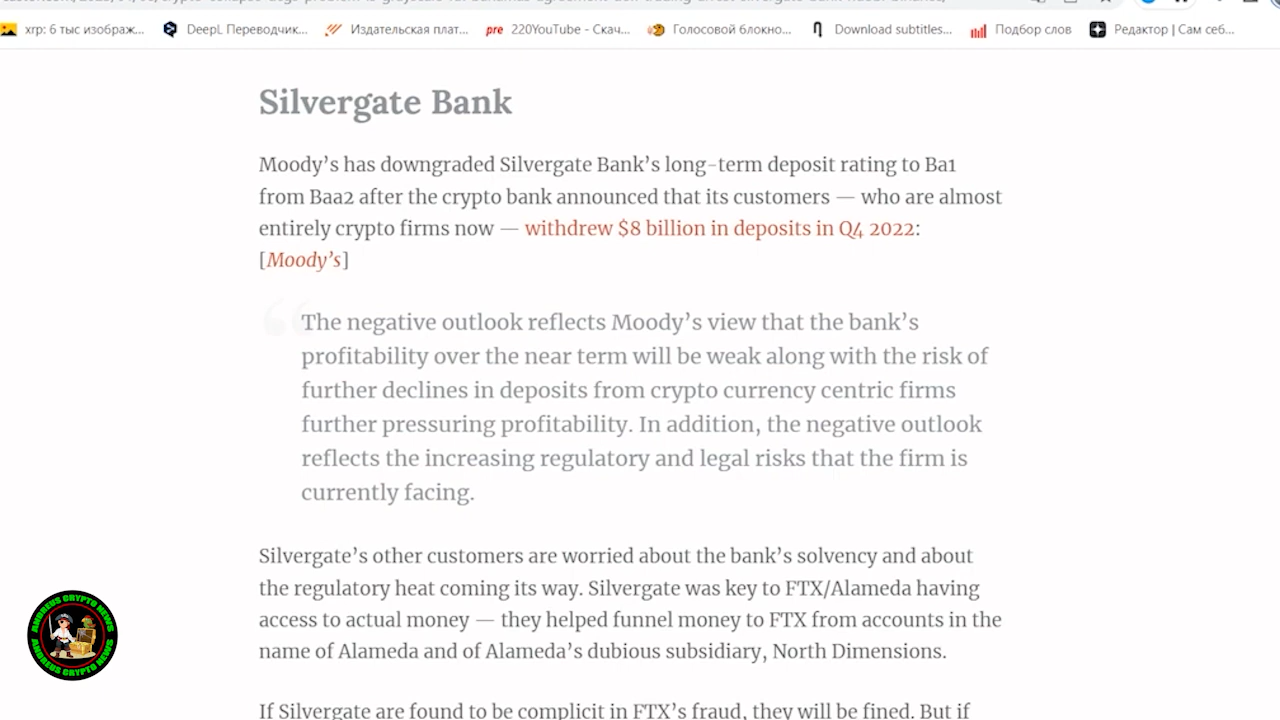 xrp: 6 тыс изображ...
DeepL Переводчик...
Издательская плат...
pre 220YouTube - Скач...
Голосовой блокно...
Download subtitles...
Подбор слов
Редактор | Сам себ...
Silvergate Bank
Moody’s has downgraded Silvergate Bank’s long-term deposit rating to Ba1
from Baa2 after the crypto bank announced that its customers — who are almost
entirely crypto firms now — withdrew $8 billion in deposits in Q4 2022:
[Moody’s]
“The negative outlook reflects Moody’s view that the bank’s
profitability over the near term will be weak along with the risk of
further declines in deposits from crypto currency centric firms
further pressuring profitability. In addition, the negative outlook
reflects the increasing regulatory and legal risks that the firm is
currently facing.
Silvergate’s other customers are worried about the bank’s solvency and about
the regulatory heat coming its way. Silvergate was key to FTX/Alameda having
access to actual money — they helped funnel money to FTX from accounts in the
name of Alameda and of Alameda’s dubious subsidiary, North Dimensions.
If Silvergate are found to be complicit in FTX’s fraud, they will be fined. But if
ANDREUS CRYPTO NEWS
ANDREUS CRYPTO NEWS